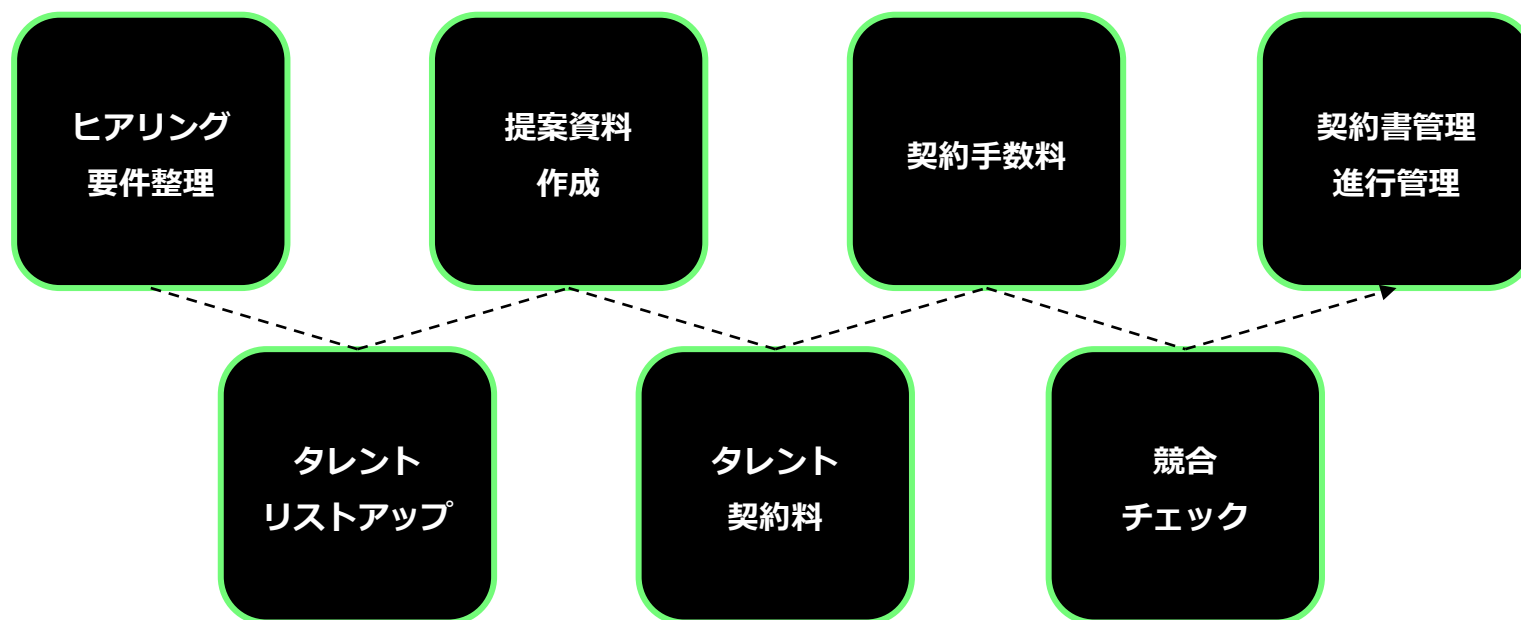 ヒアリング
要件整理
タレント
リストアップ
提案資料
作成
タレント
契約料
契約手数料
競合
チェック
契約書管理
進行管理